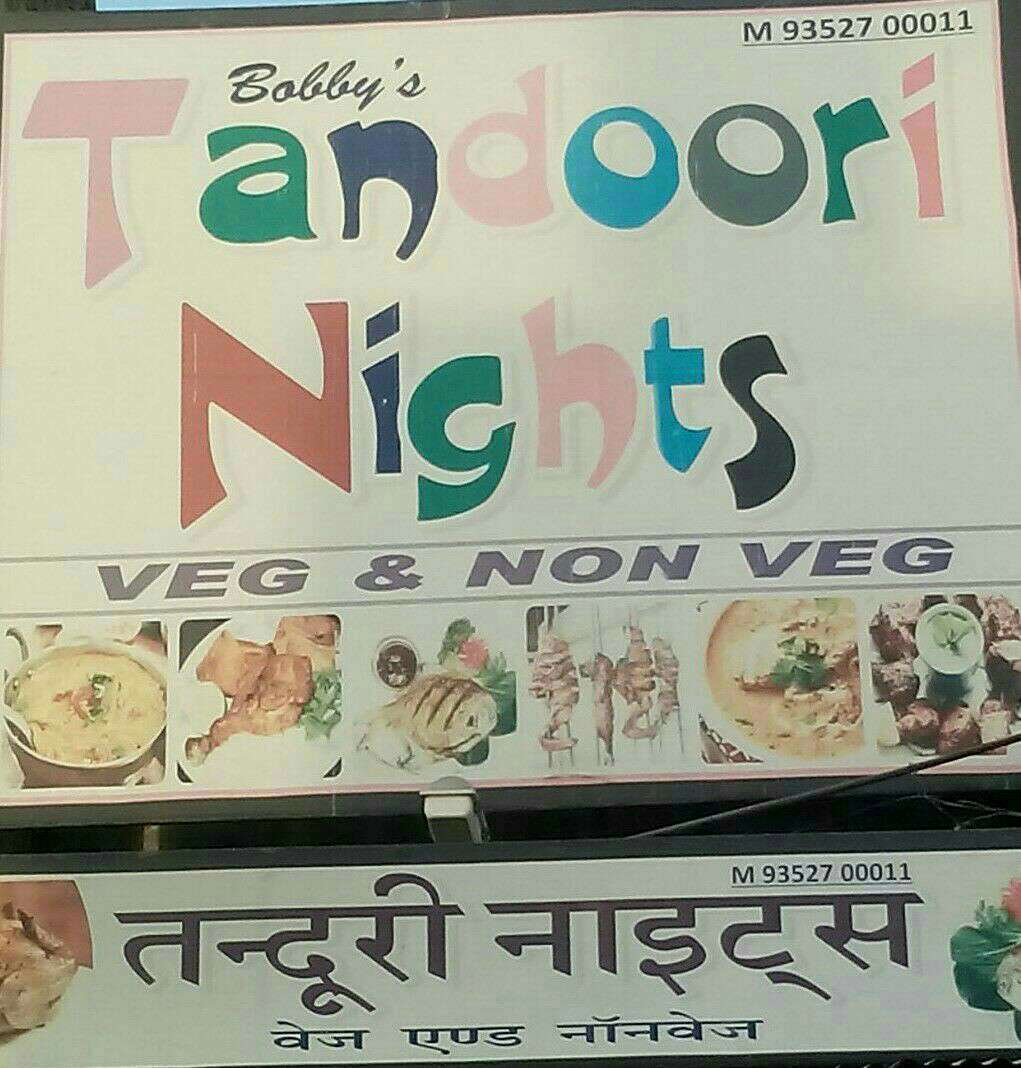 M 93527 00011
Bobby's
Tandoori
Nights
VEG & NON VEG
M 93527 00011
तन्दूरी नाइट्स
वेज एण्ड नॉनवेज